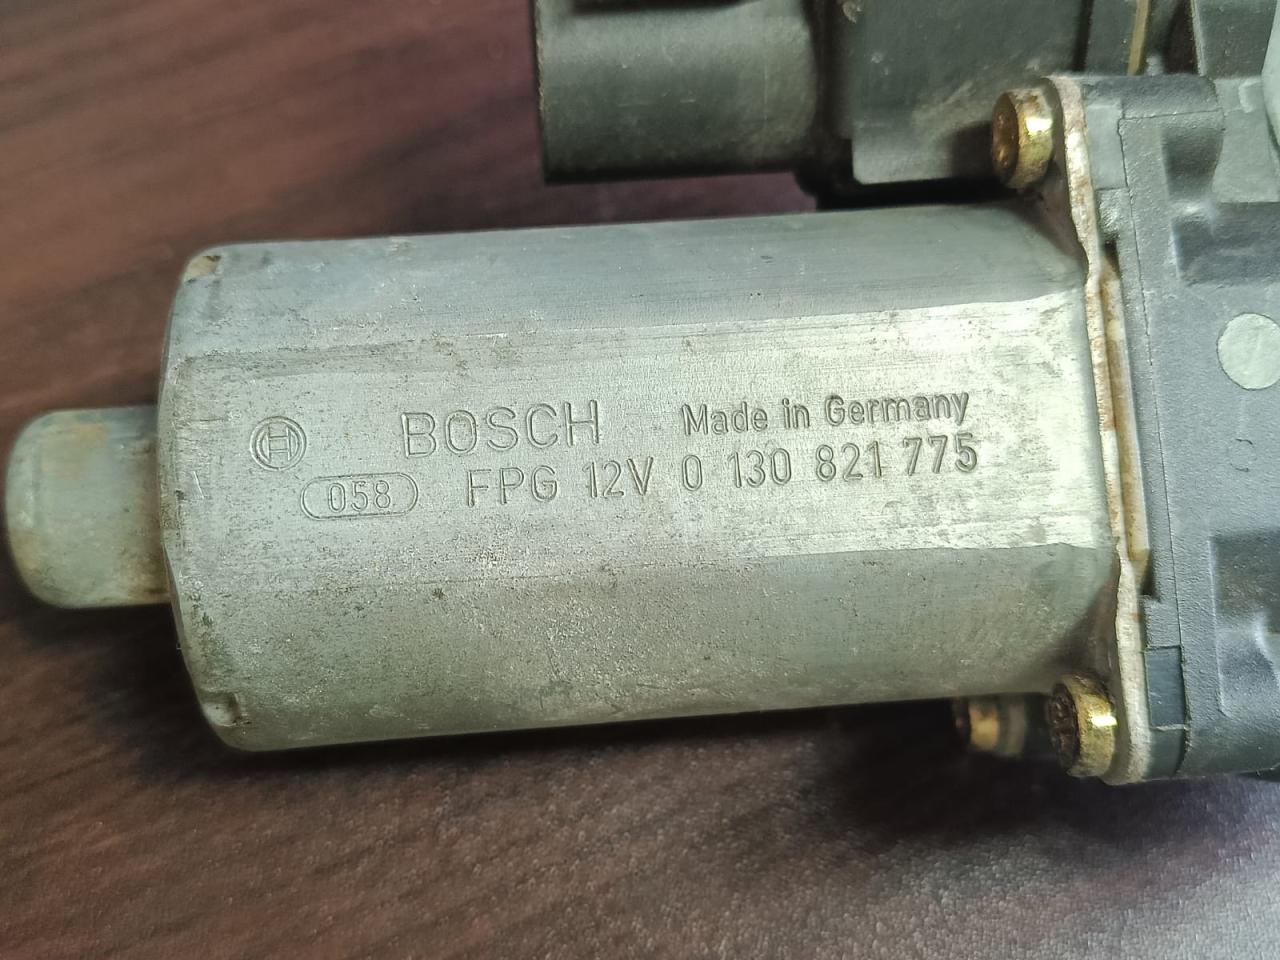 BOSCH Made in Germany
058 FPG 12V 0 130 821 775